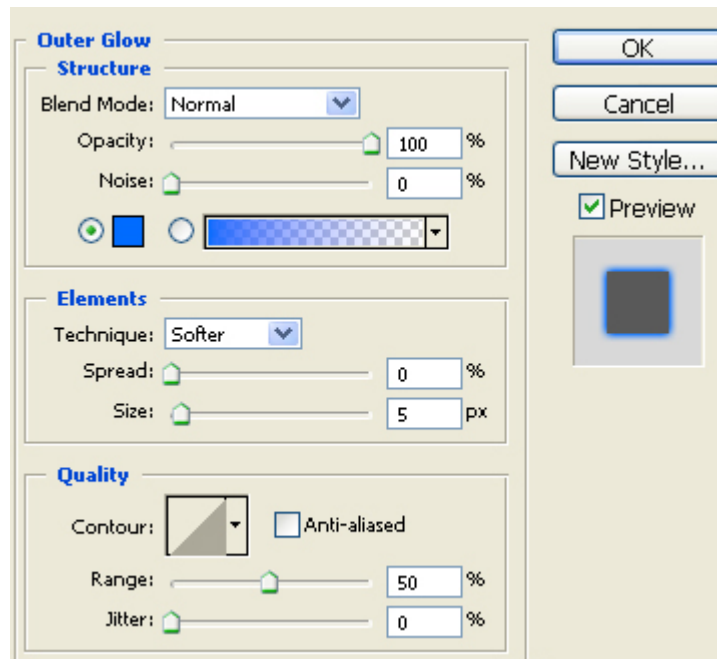 Outer Glow
Structure
Blend Mode: Normal
Opacity: 100 %
Noise: 0 %
Elements
Technique: Softer
Spread: 0 %
Size: 5 px
Quality
Contour: Anti-aliased
Range: 50 %
Jitter: 0 %
OK
Cancel
New Style...
Preview